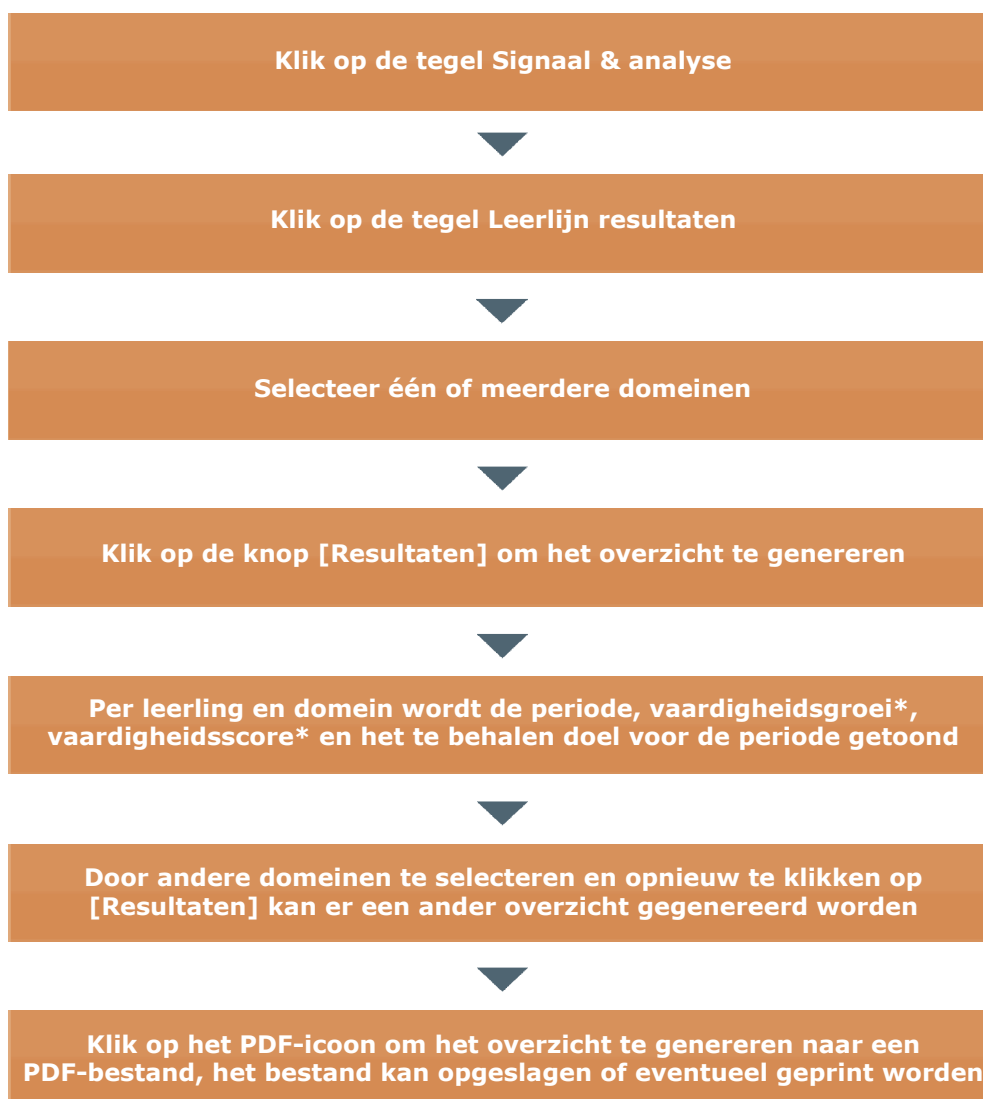 Klik op de tegel Signaal & analyse
Klik op de tegel Leerlijn resultaten
Selecteer één of meerdere domeinen
Klik op de knop [Resultaten] om het overzicht te genereren
Per leerling en domein wordt de periode, vaardigheidsgroei*,
vaardigheidsscore* en het te behalen doel voor de periode getoond
Door andere domeinen te selecteren en opnieuw te klikken op
[Resultaten] kan er een ander overzicht gegenereerd worden
Klik op het PDF-icoon om het overzicht te genereren naar een
PDF-bestand, het bestand kan opgeslagen of eventueel geprint worden